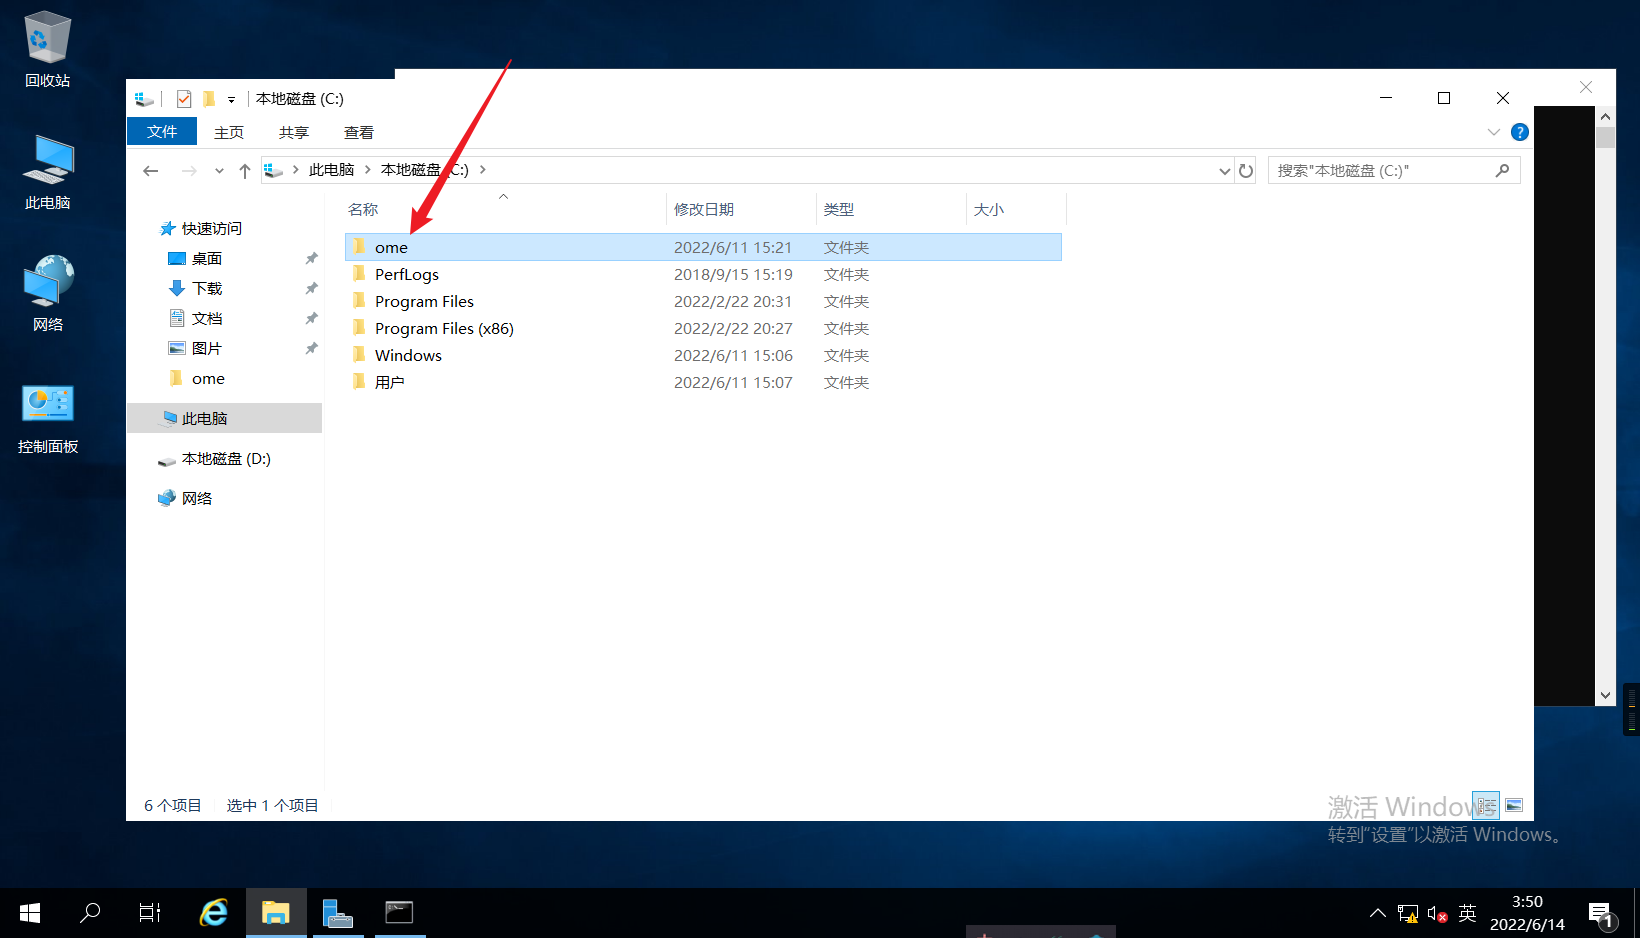 回收站
此电脑
网络
控制面板
本地磁盘 (C:)
文件 主页 共享 查看
此电脑 本地磁盘 (C:)
搜索"本地磁盘 (C:)"
名称 修改日期 类型 大小
ome 2022/6/11 15:21 文件夹
PerfLogs 2018/9/15 15:19 文件夹
Program Files 2022/2/22 20:31 文件夹
Program Files (x86) 2022/2/22 20:27 文件夹
Windows 2022/6/11 15:06 文件夹
用户 2022/6/11 15:07 文件夹
快速访问
桌面
下载
文档
图片
ome
此电脑
本地磁盘 (D:)
网络
6 个项目 选中 1 个项目
激活 Windows
转到"设置"以激活 Windows。
英
3:50
2022/6/14
1